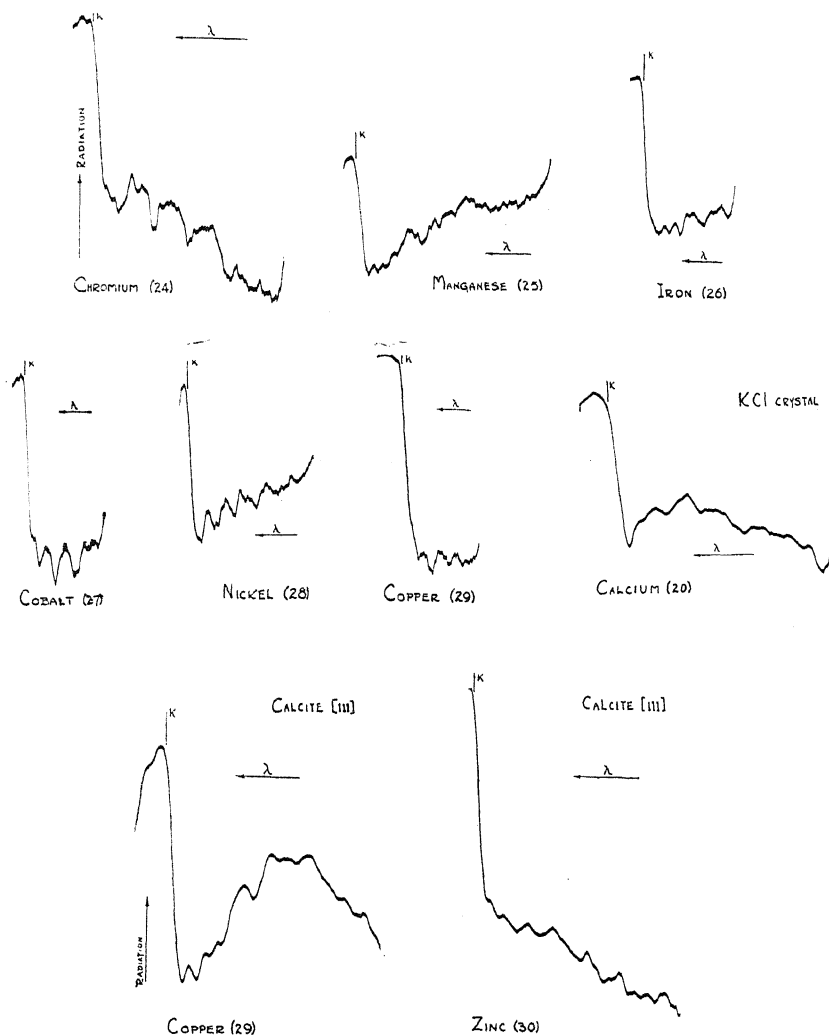 K
λ
RADIATION
CHROMIUM (24)
K
λ
MANGANESE (25)
K
λ
IRON (26)
K
λ
COBALT (27)
K
λ
NICKEL (28)
K
λ
COPPER (29)
K
KCl CRYSTAL
λ
CALCIUM (20)
K
CALCITE [111]
λ
RADIATION
COPPER (29)
K
CALCITE [111]
λ
ZINC (30)